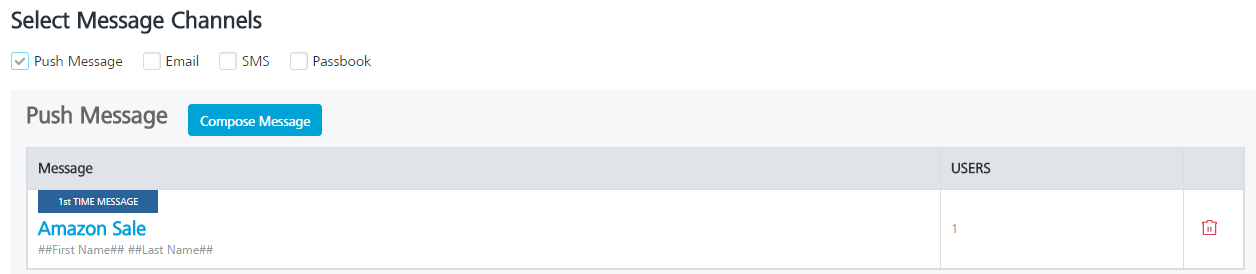 Select Message Channels
Push Message Email SMS Passbook
Push Message Compose Message
Message USERS
1st TIME MESSAGE
Amazon Sale
1
##First Name## ##Last Name##